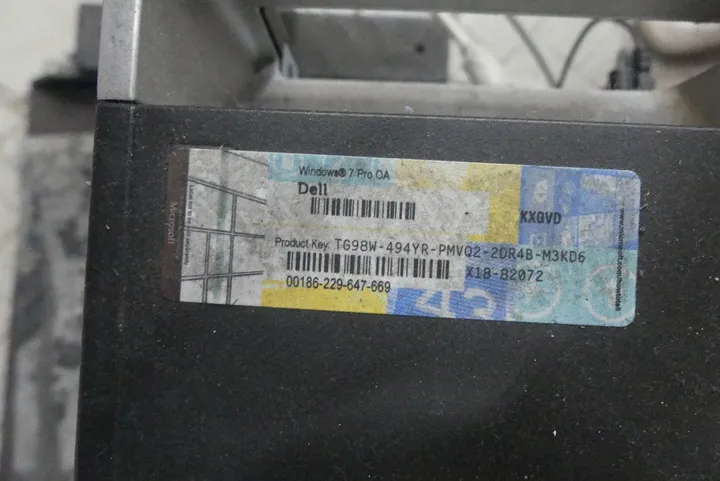 Windows® 7 Pro OA
Dell
KXGVD
Product Key: TG98W-494YR-PMVQ2-2DR4B-M3KD6
X18-82072
00186-229-647-669
Microsoft